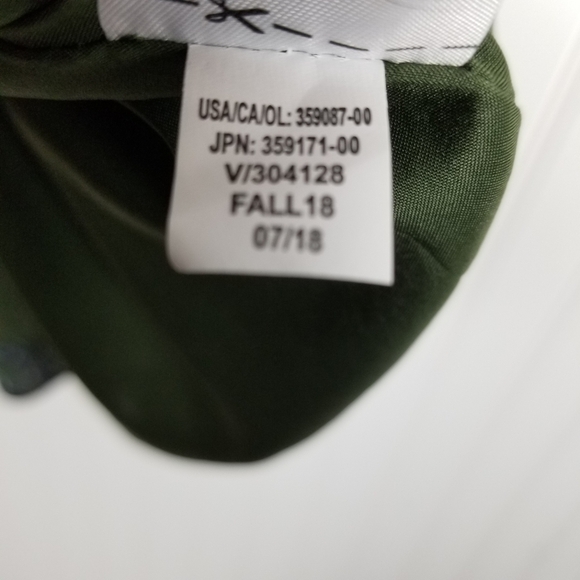 USA/CA/OL: 359087-00
JPN: 359171-00
V/304128
FALL18
07/18